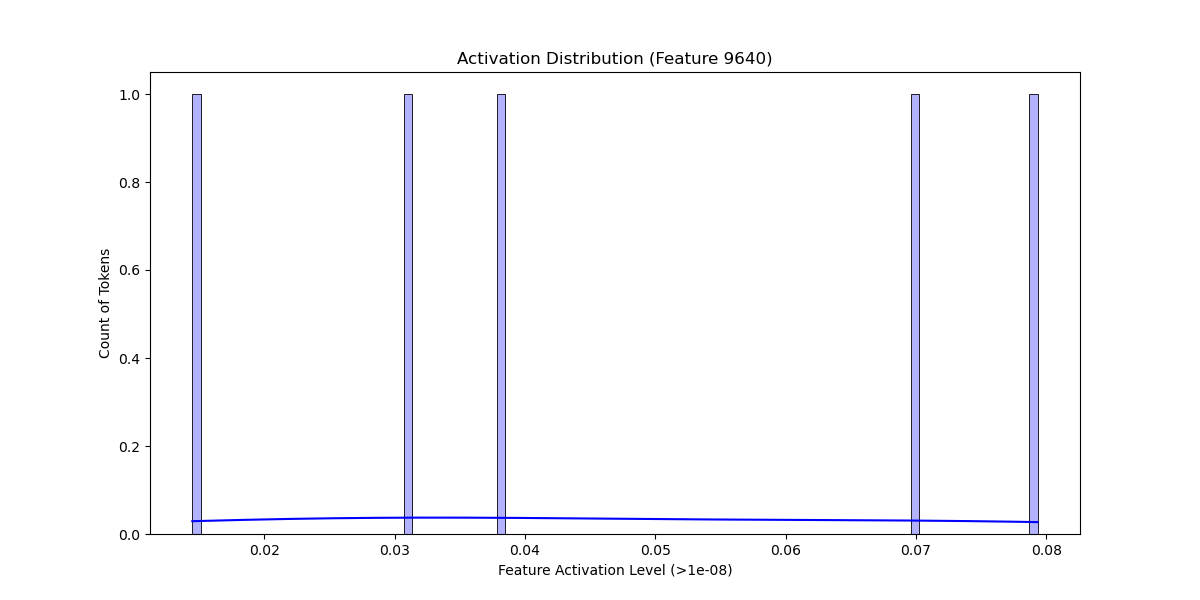 Activation Distribution (Feature 9640)
Count of Tokens
1.0
0.8
0.6
0.4
0.2
0.0
0.02 0.03 0.04 0.05 0.06 0.07 0.08
Feature Activation Level (>1e-08)